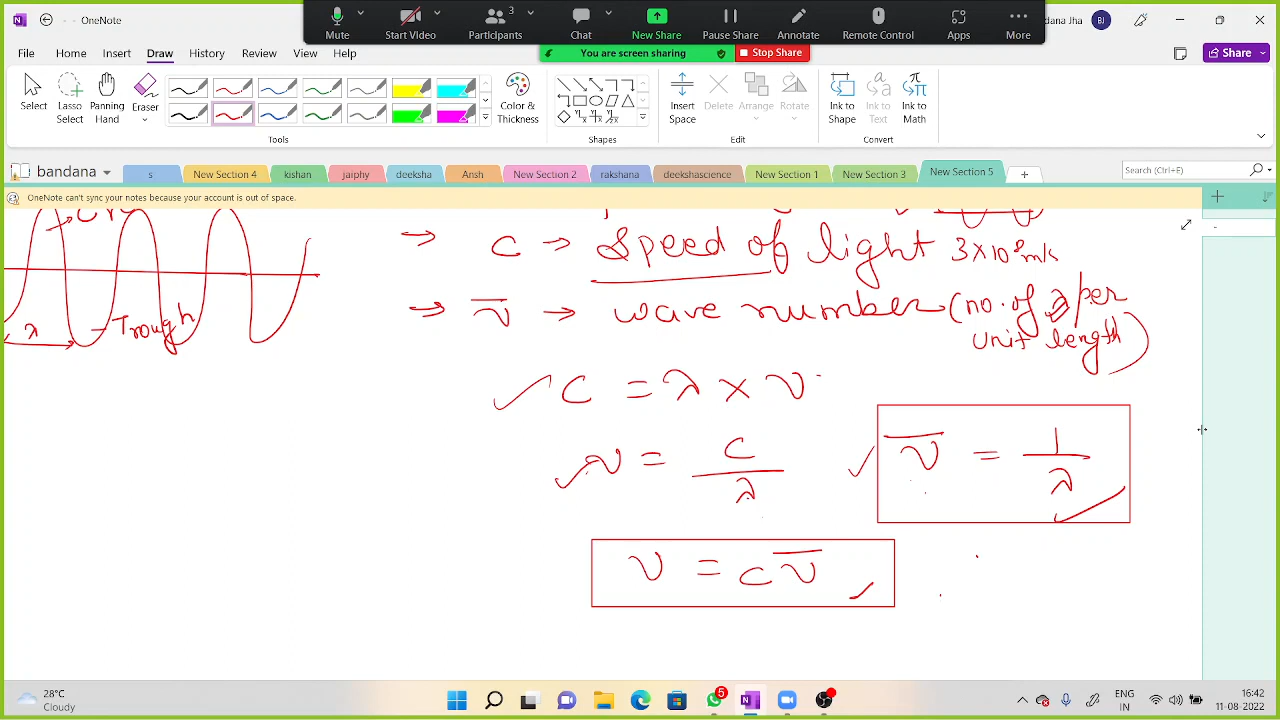 Mute
Start Video
Participants
3
Chat
New Share
Pause Share
Annotate
Remote Control
Apps
More
OneNote
dana Jha
BJ
You are screen sharing
Stop Share
File Home Insert Draw History Review View Help
Share
Select
Lasso Select
Panning Hand
Eraser
Color & Thickness
Insert Space
Delete
Arrange
Rotate
Ink to Shape
Ink to Text
Ink to Math
Tools
Shapes
Edit
Convert
bandana
s
New Section 4
kishan
jaiphy
deeksha
Ansh
New Section 2
rakshana
deekshascience
New Section 1
New Section 3
New Section 5
Search (Ctrl+E)
OneNote can't sync your notes because your account is out of space.
→ c → Speed of light 3×10⁸ m/s
→ ν̅ → wave number (no. of λ per
unit length)
λ
Trough
c = λ × ν
ν = c/λ
ν̅ = 1/λ
ν = cν̅
28°C
Cloudy
5
ENG
IN
16:42
11-08-2022